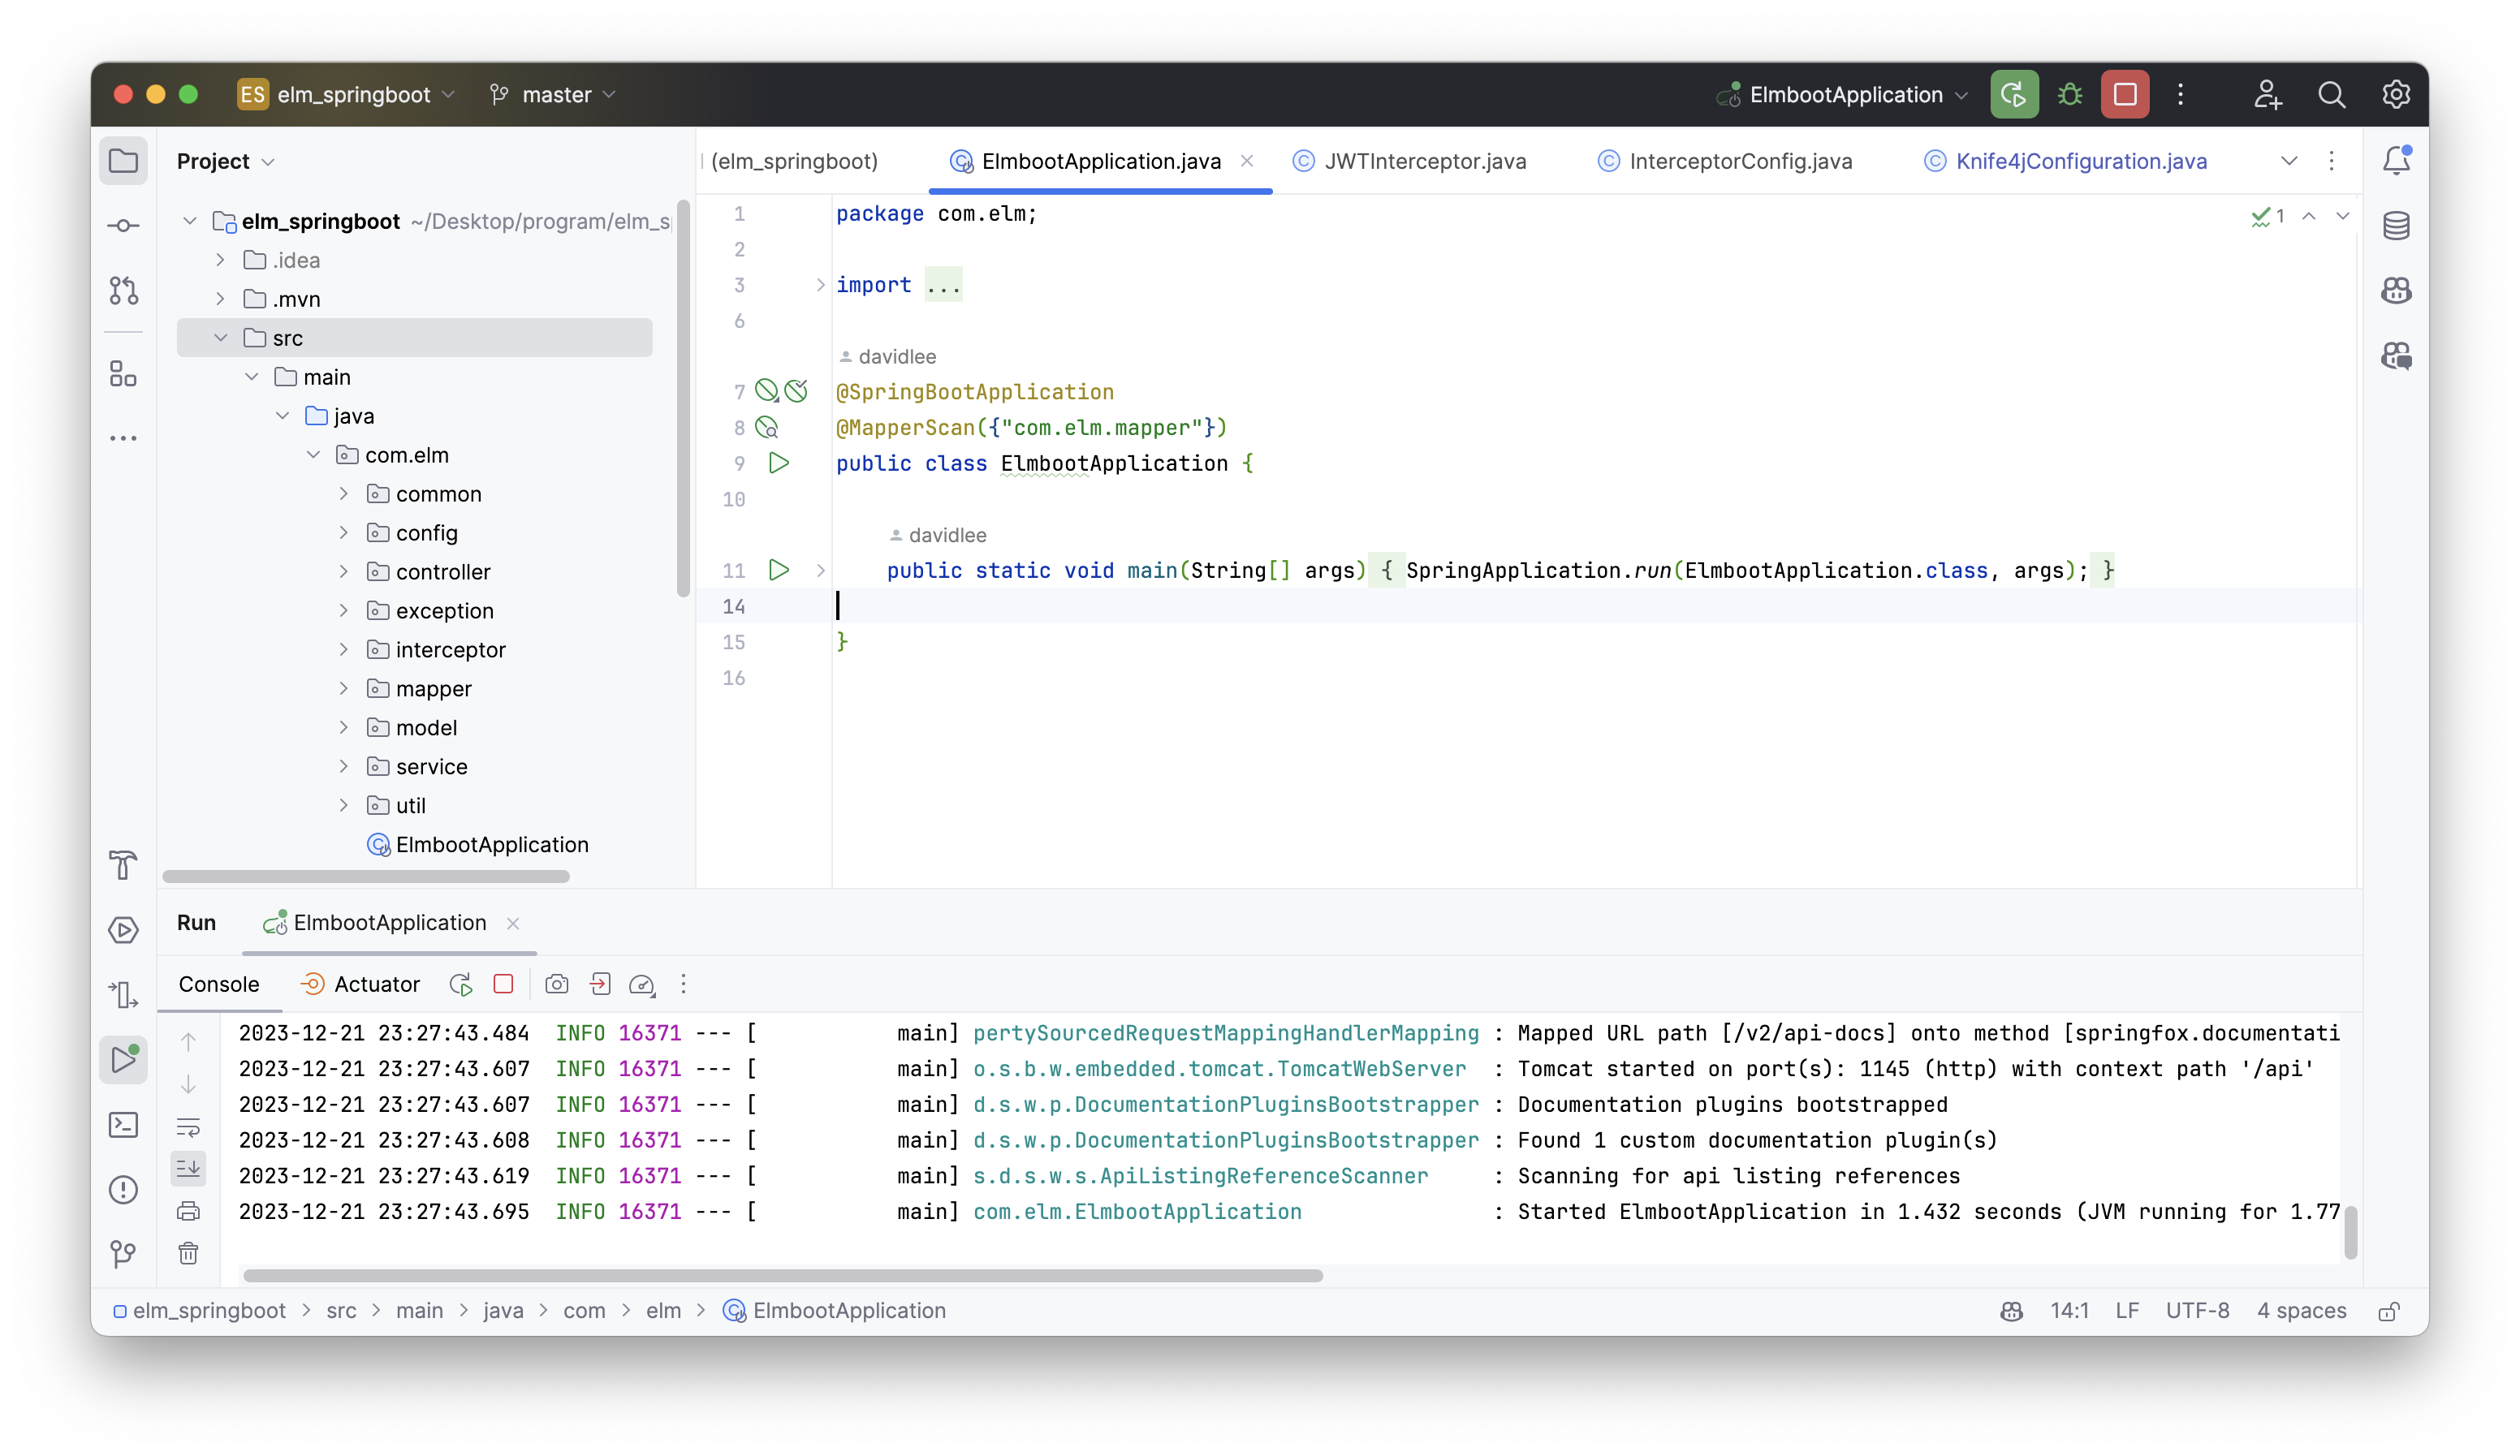 ES elm_springboot master ElmbootApplication
Project
(elm_springboot) ElmbootApplication.java JWTInterceptor.java InterceptorConfig.java Knife4jConfiguration.java
elm_springboot ~/Desktop/program/elm_s
.idea
.mvn
src
main
java
com.elm
common
config
controller
exception
interceptor
mapper
model
service
util
ElmbootApplication
1 package com.elm;
2
3 import ...
6
davidlee
7 @SpringBootApplication
8 @MapperScan({"com.elm.mapper"})
9 public class ElmbootApplication {
10
davidlee
11 public static void main(String[] args) { SpringApplication.run(ElmbootApplication.class, args); }
14
15 }
16
1
Run ElmbootApplication
Console Actuator
2023-12-21 23:27:43.484 INFO 16371 --- [ main] pertySourcedRequestMappingHandlerMapping : Mapped URL path [/v2/api-docs] onto method [springfox.documentati
2023-12-21 23:27:43.607 INFO 16371 --- [ main] o.s.b.w.embedded.tomcat.TomcatWebServer : Tomcat started on port(s): 1145 (http) with context path '/api'
2023-12-21 23:27:43.607 INFO 16371 --- [ main] d.s.w.p.DocumentationPluginsBootstrapper : Documentation plugins bootstrapped
2023-12-21 23:27:43.608 INFO 16371 --- [ main] d.s.w.p.DocumentationPluginsBootstrapper : Found 1 custom documentation plugin(s)
2023-12-21 23:27:43.619 INFO 16371 --- [ main] s.d.s.w.s.ApiListingReferenceScanner : Scanning for api listing references
2023-12-21 23:27:43.695 INFO 16371 --- [ main] com.elm.ElmbootApplication : Started ElmbootApplication in 1.432 seconds (JVM running for 1.77
elm_springboot > src > main > java > com > elm > ElmbootApplication 14:1 LF UTF-8 4 spaces